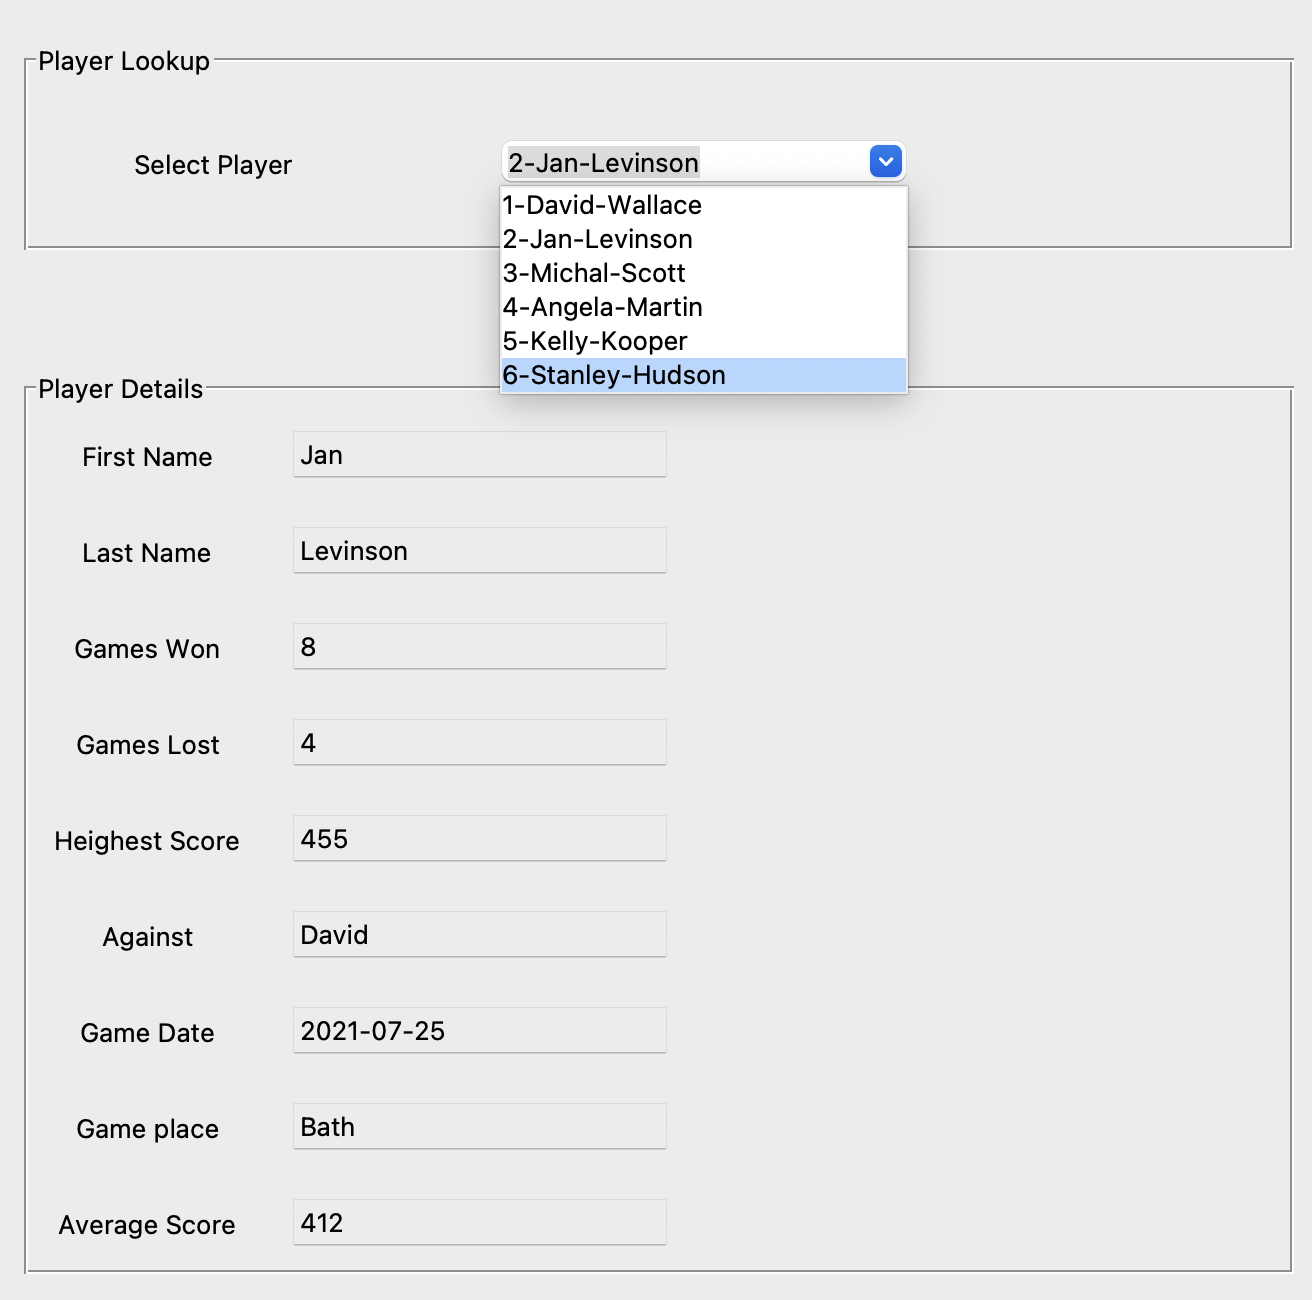 Player Lookup
Select Player
2-Jan-Levinson
1-David-Wallace
2-Jan-Levinson
3-Michal-Scott
4-Angela-Martin
5-Kelly-Kooper
6-Stanley-Hudson
Player Details
First Name Jan
Last Name Levinson
Games Won 8
Games Lost 4
Heighest Score 455
Against David
Game Date 2021-07-25
Game place Bath
Average Score 412